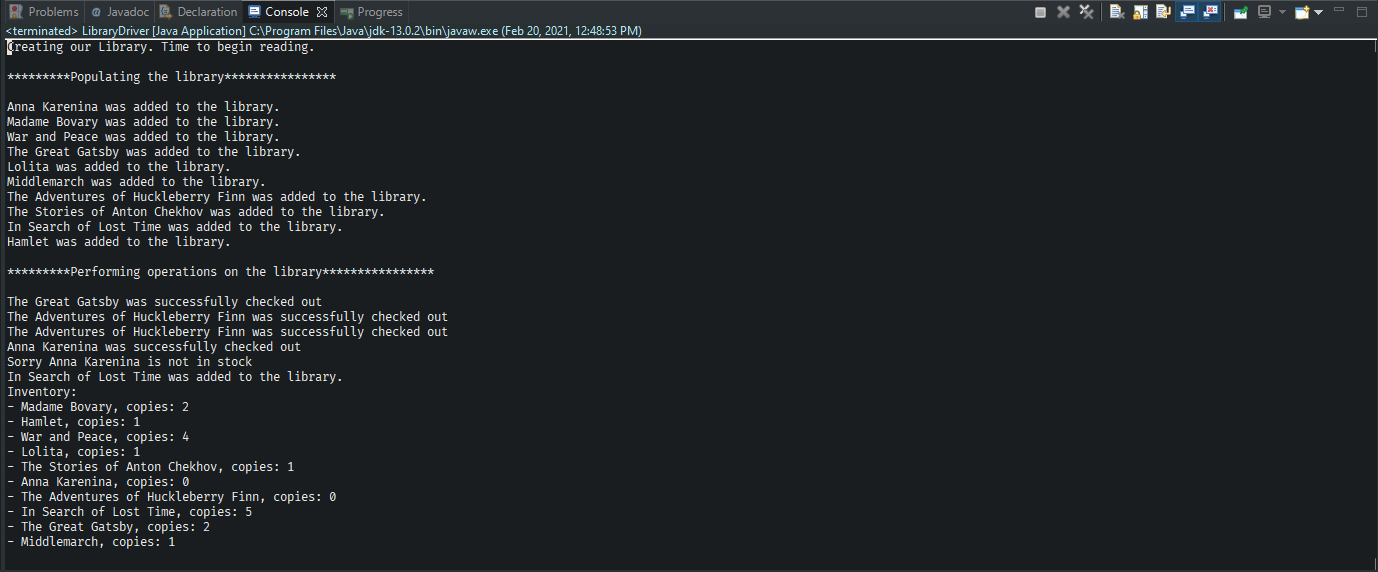 Problems @ Javadoc Declaration Console Progress
<terminated> LibraryDriver [Java Application] C:\Program Files\Java\jdk-13.0.2\bin\javaw.exe (Feb 20, 2021, 12:48:53 PM)
Creating our Library. Time to begin reading.

*********Populating the library****************

Anna Karenina was added to the library.
Madame Bovary was added to the library.
War and Peace was added to the library.
The Great Gatsby was added to the library.
Lolita was added to the library.
Middlemarch was added to the library.
The Adventures of Huckleberry Finn was added to the library.
The Stories of Anton Chekhov was added to the library.
In Search of Lost Time was added to the library.
Hamlet was added to the library.

*********Performing operations on the library****************

The Great Gatsby was successfully checked out
The Adventures of Huckleberry Finn was successfully checked out
The Adventures of Huckleberry Finn was successfully checked out
Anna Karenina was successfully checked out
Sorry Anna Karenina is not in stock
In Search of Lost Time was added to the library.
Inventory:
- Madame Bovary, copies: 2
- Hamlet, copies: 1
- War and Peace, copies: 4
- Lolita, copies: 1
- The Stories of Anton Chekhov, copies: 1
- Anna Karenina, copies: 0
- The Adventures of Huckleberry Finn, copies: 0
- In Search of Lost Time, copies: 5
- The Great Gatsby, copies: 2
- Middlemarch, copies: 1